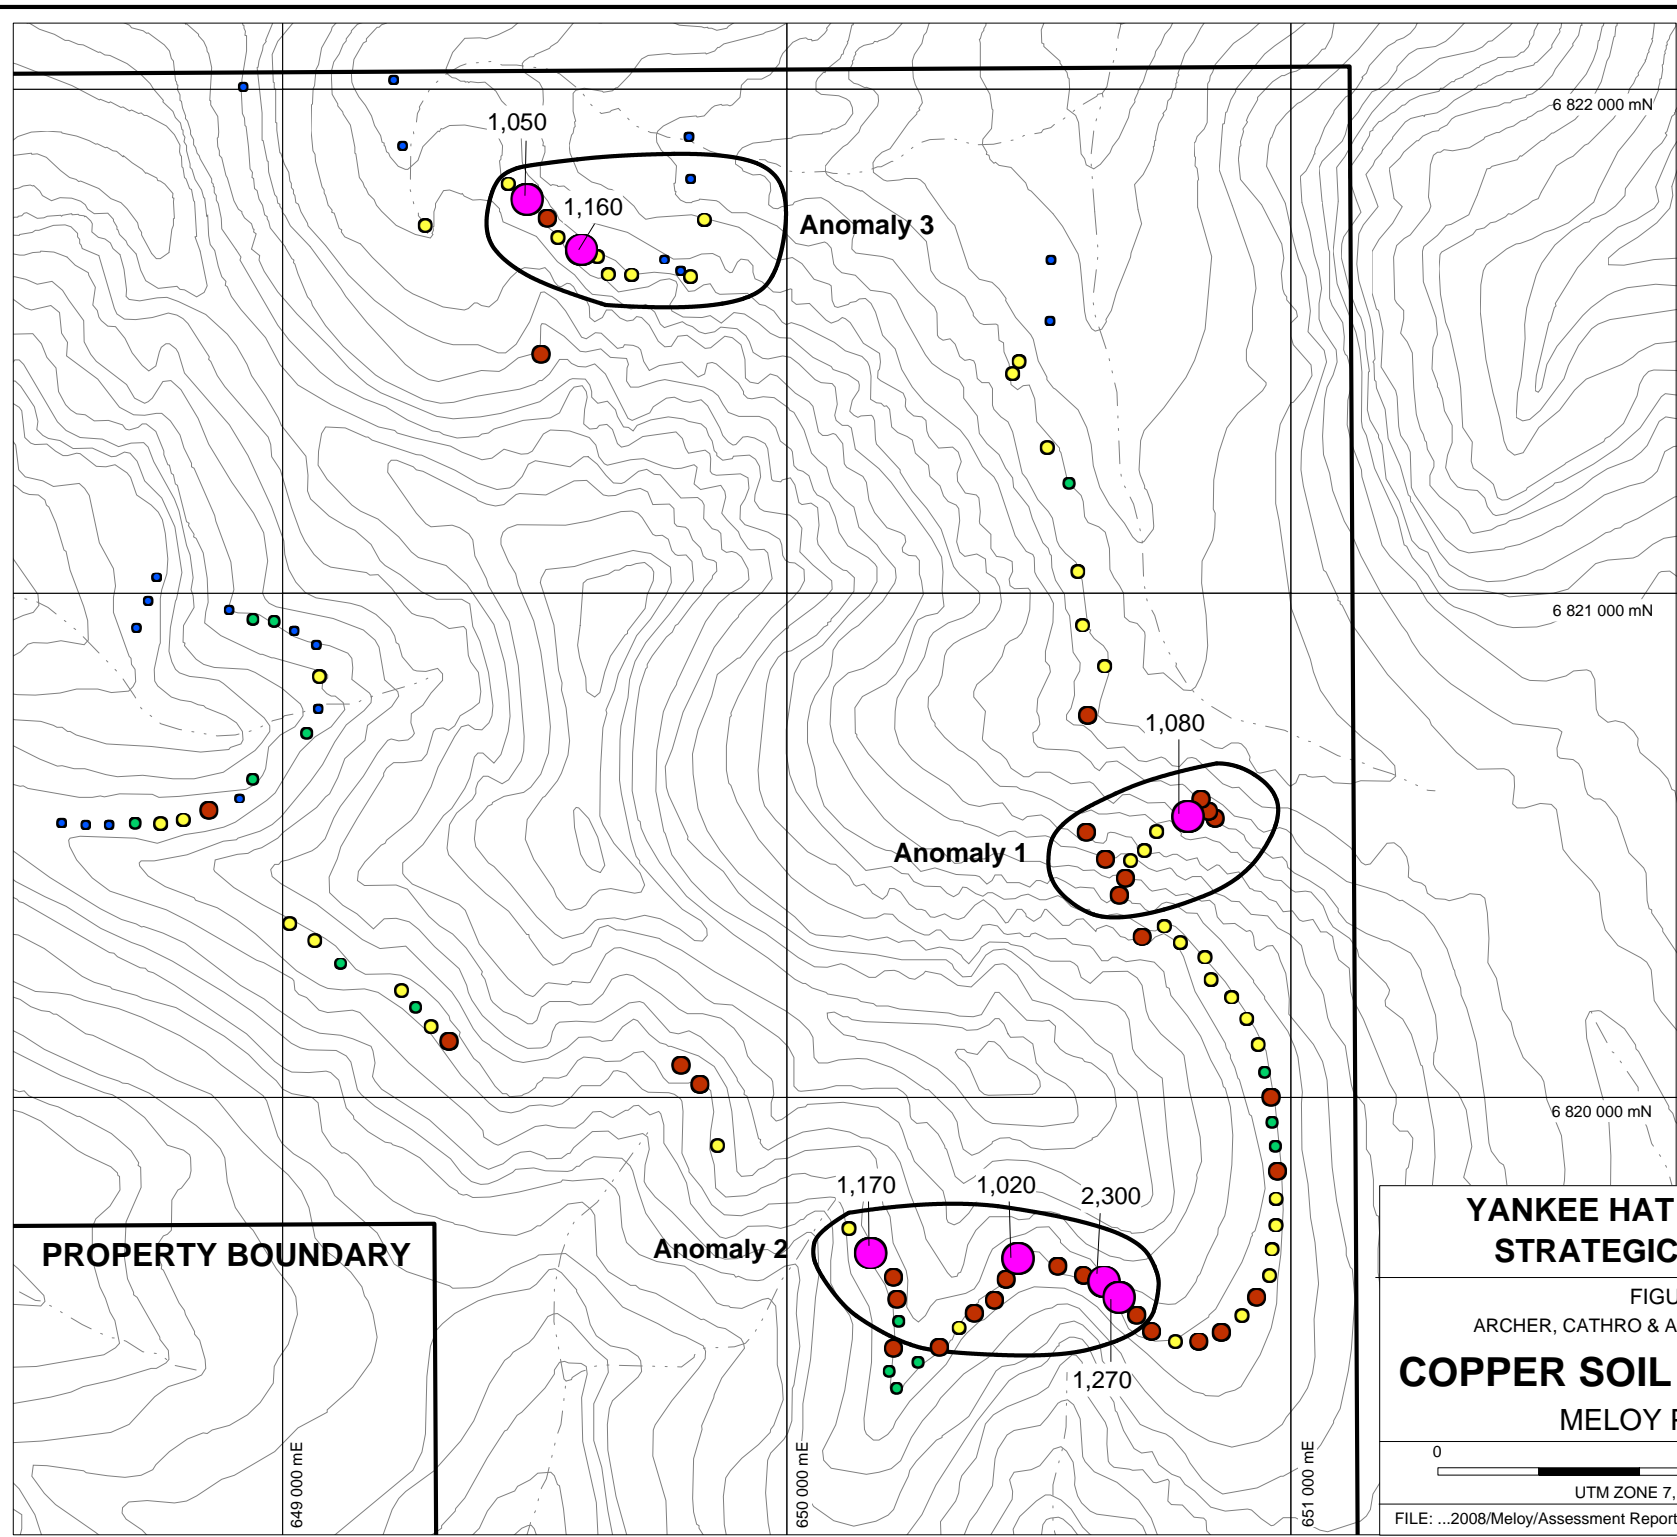 6 822 000 mN
1,050
1,160
Anomaly 3
6 821 000 mN
1,080
Anomaly 1
6 820 000 mN
1,170
1,020
2,300
Anomaly 2
PROPERTY BOUNDARY
1,270
649 000 mE
650 000 mE
651 000 mE
YANKEE HAT
STRATEGIC
FIGU
ARCHER, CATHRO & A
COPPER SOIL
MELOY
0
UTM ZONE 7,
FILE: ...2008/Meloy/Assessment Repor